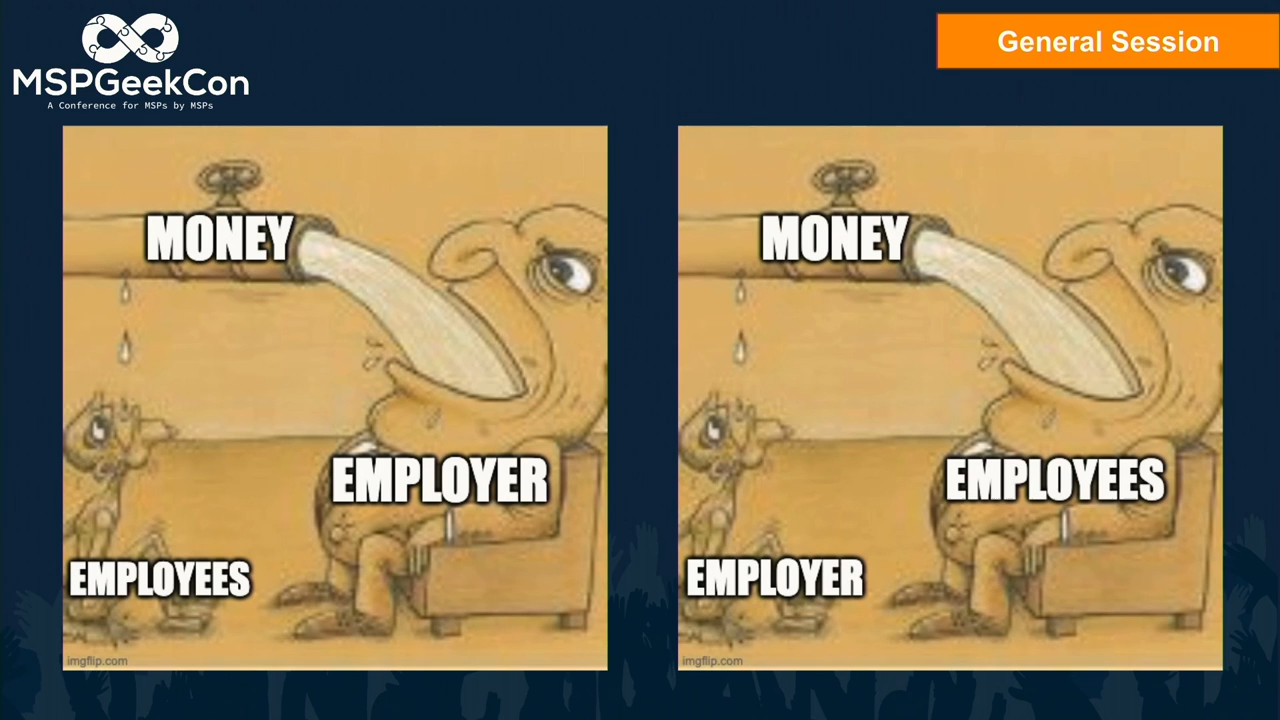 MSPGeekCon
A Conference for MSPs by MSPs
General Session
MONEY
EMPLOYER
EMPLOYEES
imgflip.com
MONEY
EMPLOYEES
EMPLOYER
imgflip.com